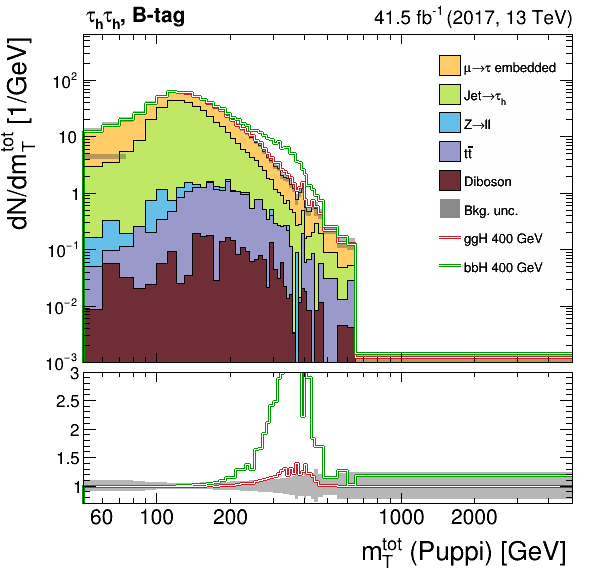 τₕτₕ, B-tag
41.5 fb⁻¹ (2017, 13 TeV)
dN/dm_T^tot [1/GeV]
10²
10
1
10⁻¹
10⁻²
10⁻³
μ→τ embedded
Jet→τₕ
Z→ll
tt̄
Diboson
Bkg. unc.
ggH 400 GeV
bbH 400 GeV
3
2.5
2
1.5
1
60 100 200 1000 2000
m_T^tot (Puppi) [GeV]